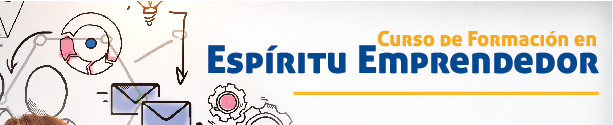 Curso de Formación en
Espíritu Emprendedor